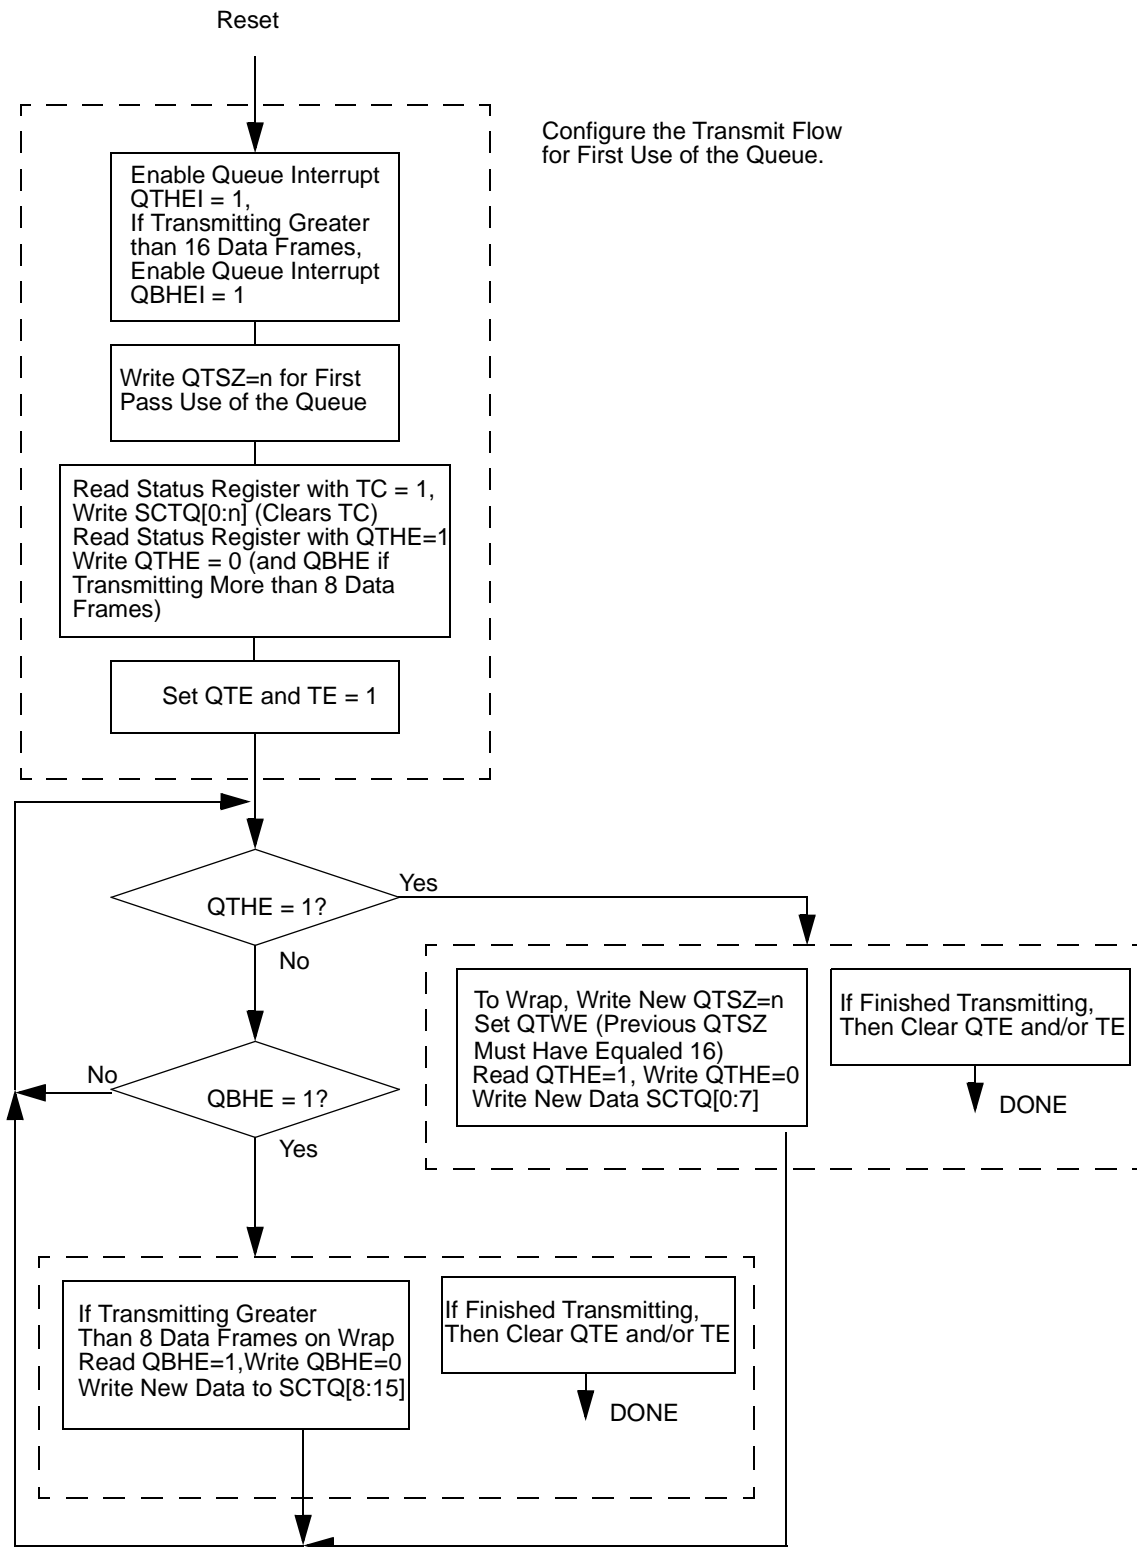 Reset
Configure the Transmit Flow
for First Use of the Queue.
Enable Queue Interrupt
QTHEI = 1,
If Transmitting Greater
than 16 Data Frames,
Enable Queue Interrupt
QBHEI = 1
Write QTSZ=n for First
Pass Use of the Queue
Read Status Register with TC = 1,
Write SCTQ[0:n] (Clears TC)
Read Status Register with QTHE=1
Write QTHE = 0 (and QBHE if
Transmitting More than 8 Data
Frames)
Set QTE and TE = 1
QTHE = 1?
Yes
No
To Wrap, Write New QTSZ=n
Set QTWE (Previous QTSZ
Must Have Equaled 16)
Read QTHE=1, Write QTHE=0
Write New Data SCTQ[0:7]
If Finished Transmitting,
Then Clear QTE and/or TE
DONE
No
QBHE = 1?
Yes
If Transmitting Greater
Than 8 Data Frames on Wrap
Read QBHE=1,Write QBHE=0
Write New Data to SCTQ[8:15]
If Finished Transmitting,
Then Clear QTE and/or TE
DONE